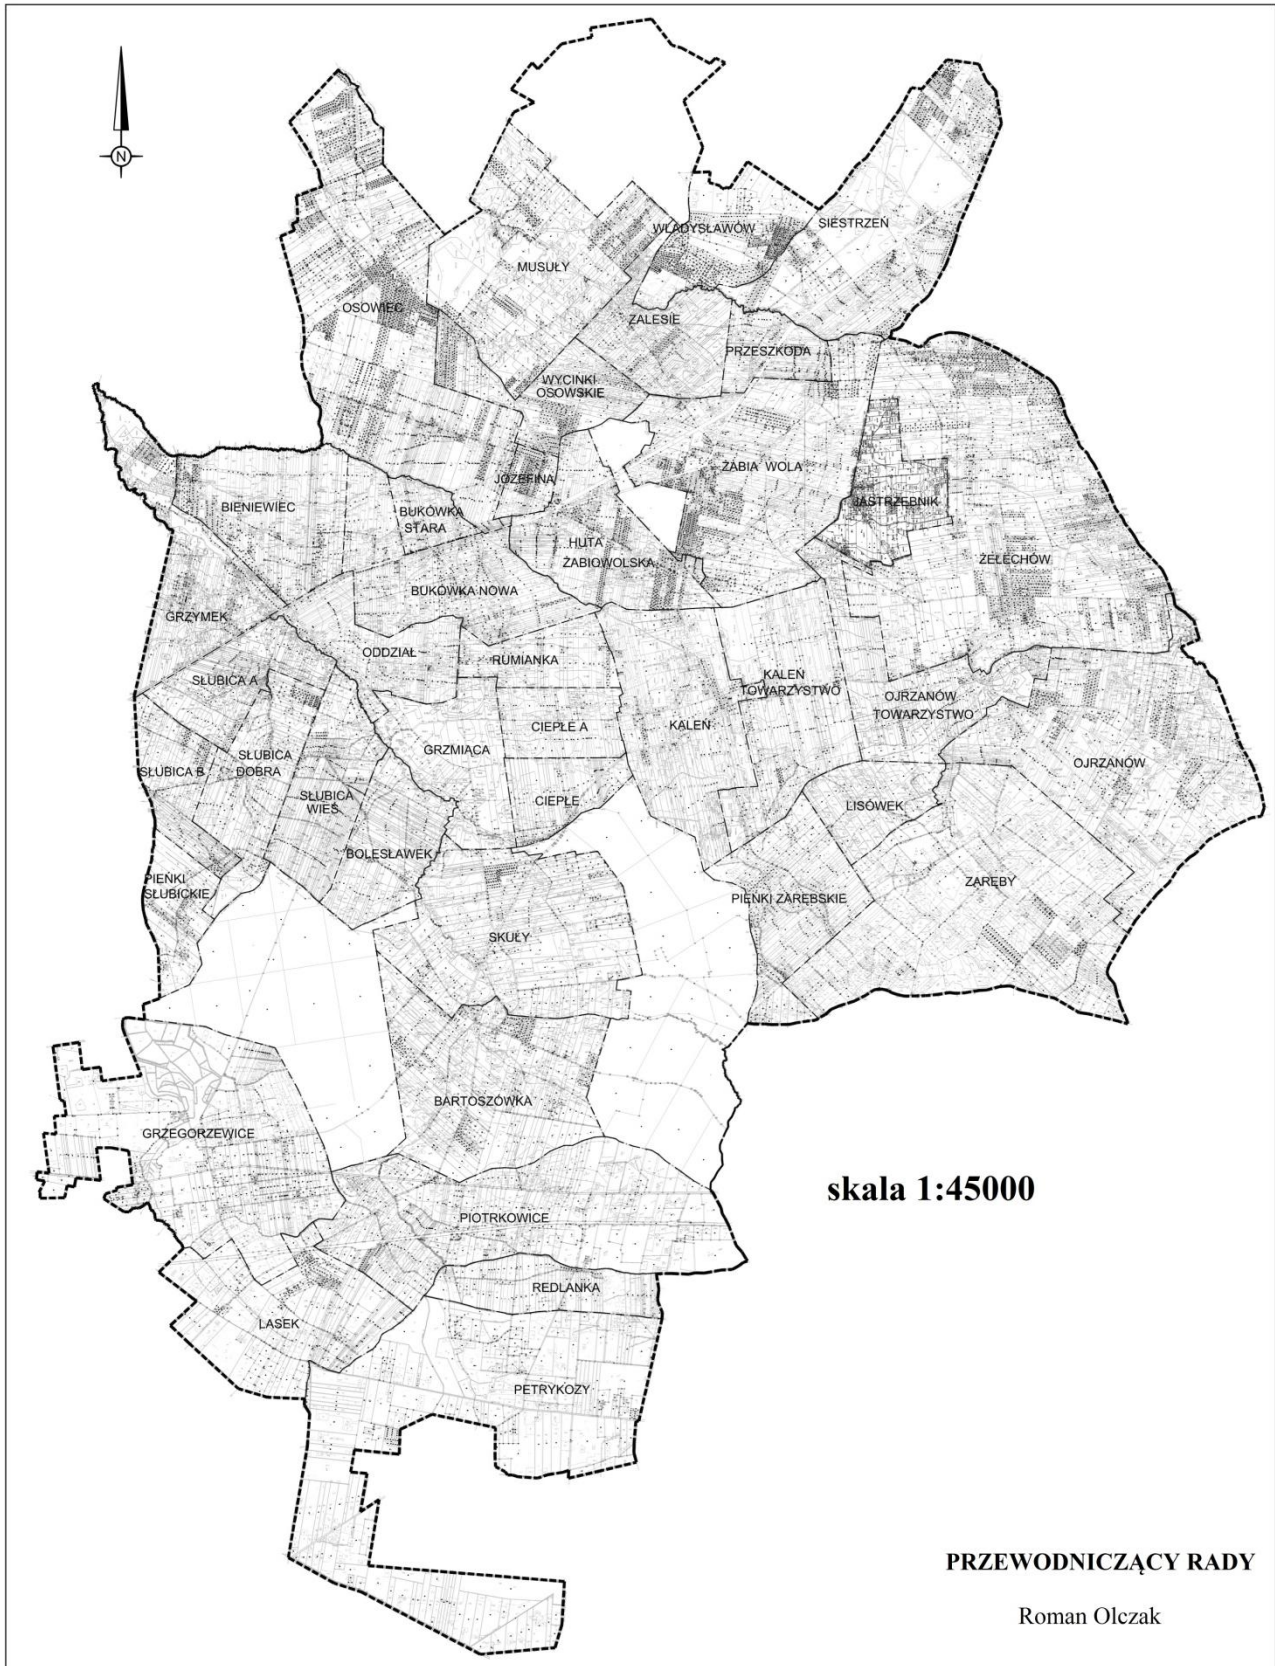 N
SIESTRZEŃ
WŁADYSŁAWÓW
MUSUŁY
OSOWIEC
ZALESIE
PRZESZKODA
WYCINKI
OSOWSKIE
ŻABIA WOLA
JÓZEFINA
JASTRZĘBNIK
BIENIEWIEC
BUKÓWKA
STARA
HUTA
ŻABIOWOLSKA
ŻELECHÓW
BUKÓWKA NOWA
GRZYMEK
ODDZIAŁ
RUMIANKA
SŁUBICA A
KALEŃ
TOWARZYSTWO
OJRZANÓW
TOWARZYSTWO
CIEPŁE A
KALEŃ
GRZMIĄCA
SŁUBICA
DOBRA
SŁUBICA B
OJRZANÓW
SŁUBICA
WIEŚ
CIEPŁE
LISÓWEK
BOLESŁAWEK
PIEŃKI
SŁUBICKIE
ZARĘBY
PIEŃKI ZARĘBSKIE
SKUŁY
BARTOSZÓWKA
GRZEGORZEWICE
skala 1:45000
PIOTRKOWICE
REDLANKA
LASEK
PETRYKOZY
PRZEWODNICZĄCY RADY
Roman Olczak